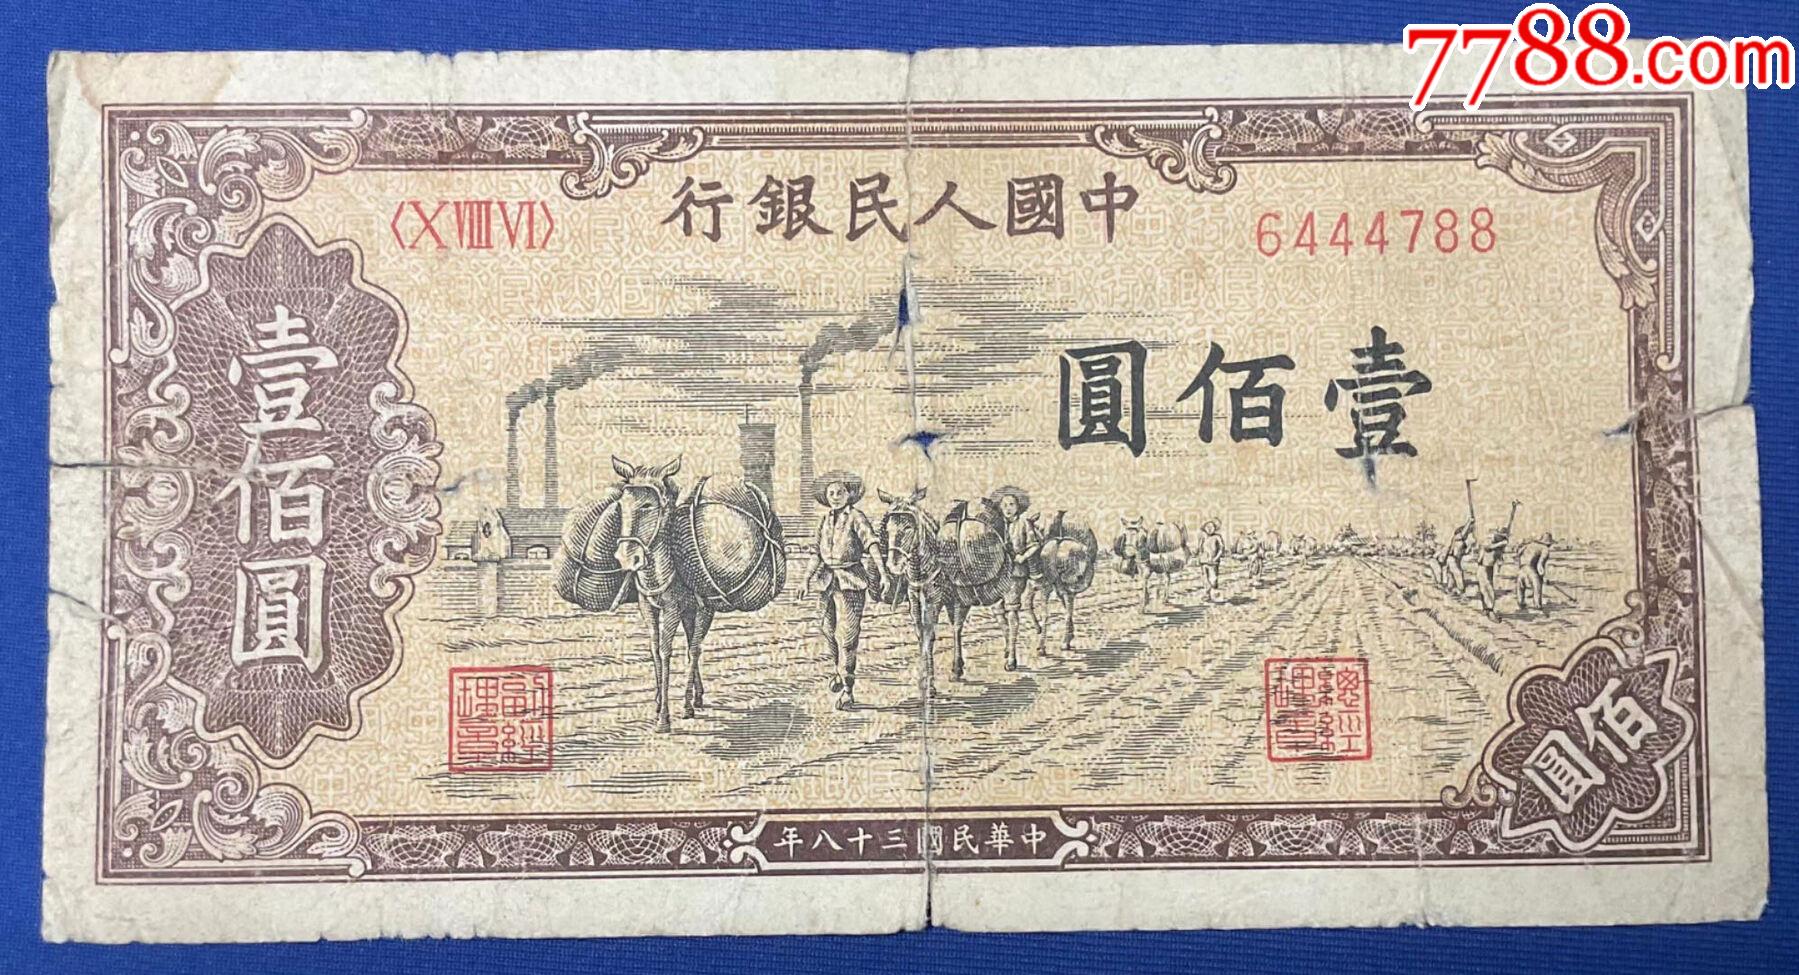 7788.com
中國人民銀行
〈X VIII VI〉
6444788
壹佰圓
壹佰圓
佰圓
中華民國三十八年